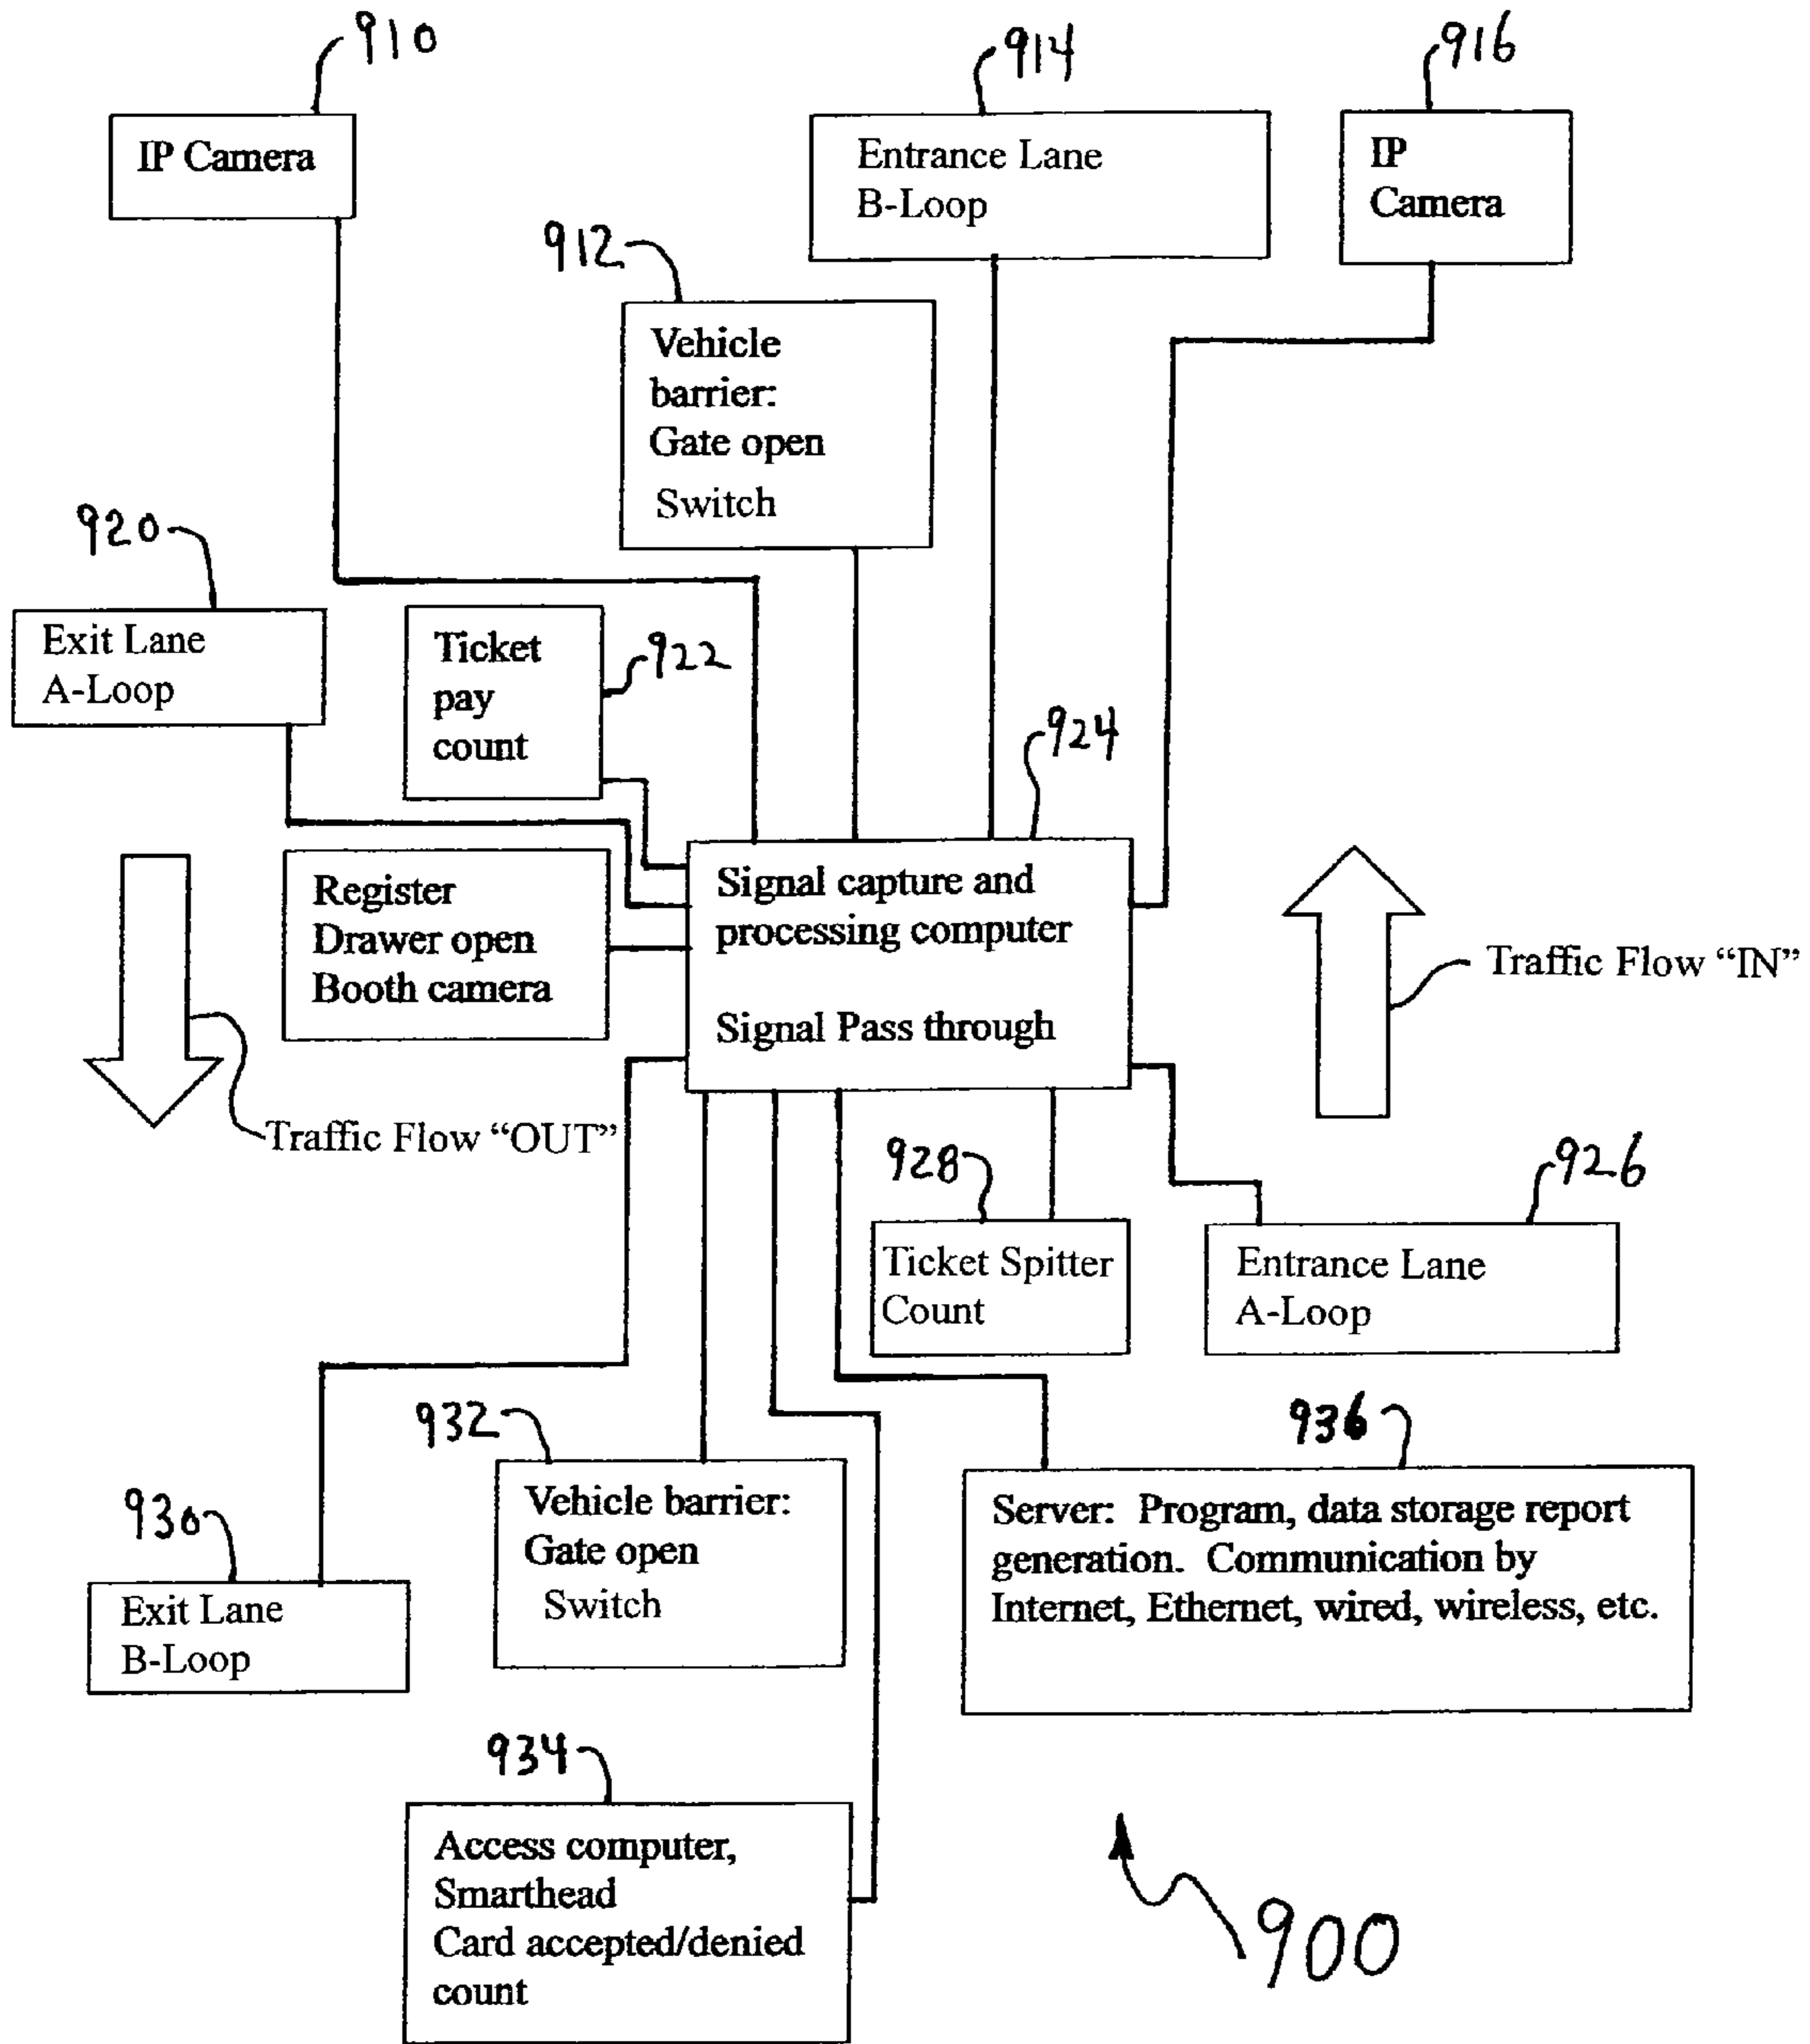 910
914
916
IP Camera
Entrance Lane
B-Loop
IP
Camera
912
Vehicle
barrier:
Gate open
Switch
920
Exit Lane
A-Loop
Ticket
pay
count
922
924
Register
Drawer open
Booth camera
Signal capture and
processing computer
Signal Pass through
Traffic Flow “IN”
Traffic Flow “OUT”
928
926
Ticket Spitter
Count
Entrance Lane
A-Loop
932
936
930
Vehicle barrier:
Gate open
Switch
Server: Program, data storage report
generation. Communication by
Internet, Ethernet, wired, wireless, etc.
Exit Lane
B-Loop
934
Access computer,
Smarthead
Card accepted/denied
count
900